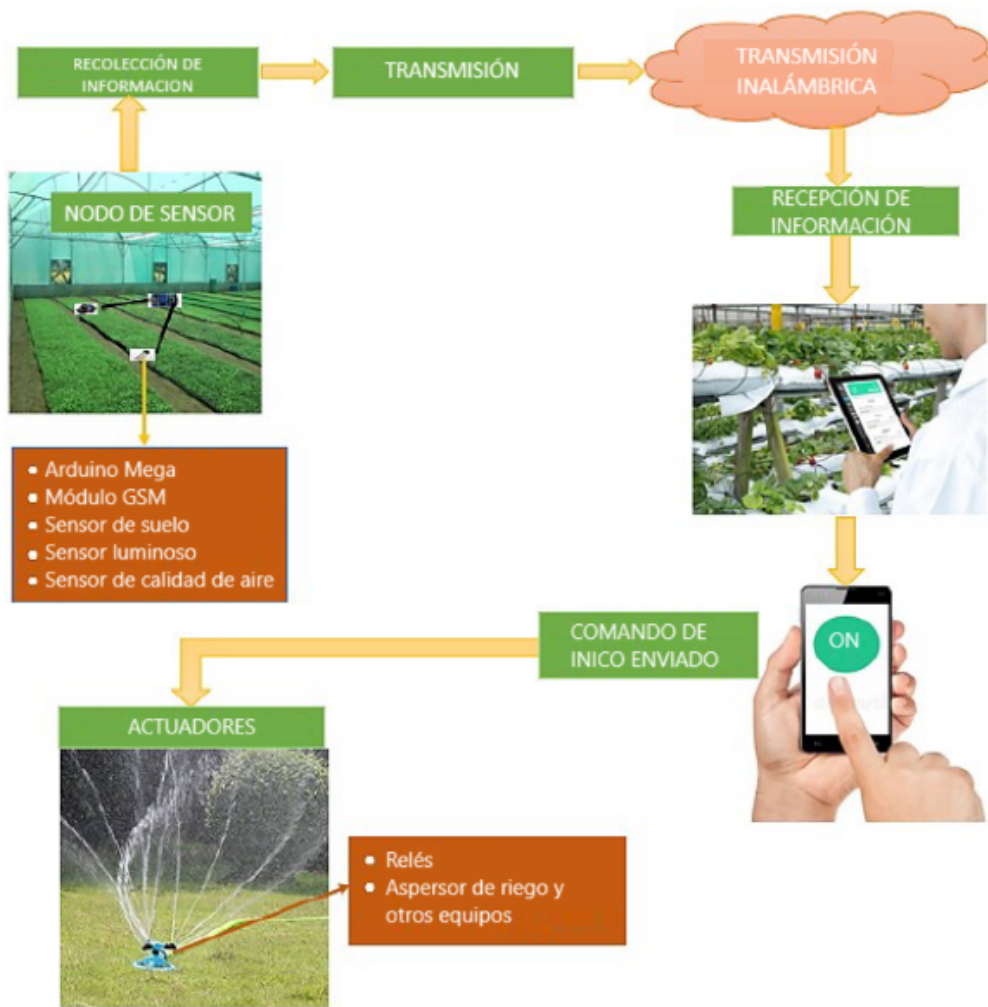 RECOLECCIÓN DE
INFORMACION
TRANSMISIÓN
TRANSMISIÓN
INALÁMBRICA
NODO DE SENSOR
RECEPCIÓN DE
INFORMACIÓN
• Arduino Mega
• Módulo GSM
• Sensor de suelo
• Sensor luminoso
• Sensor de calidad de aire
COMANDO DE
INICO ENVIADO
ON
ACTUADORES
• Relés
• Aspersor de riego y
otros equipos